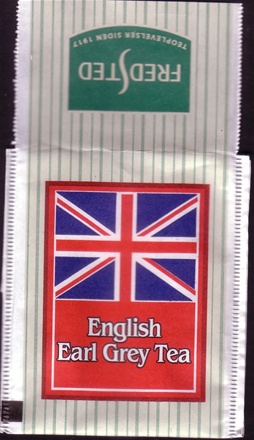 FREDSTED
TEOPLEVELSER SIDEN 1917
English
Earl Grey Tea